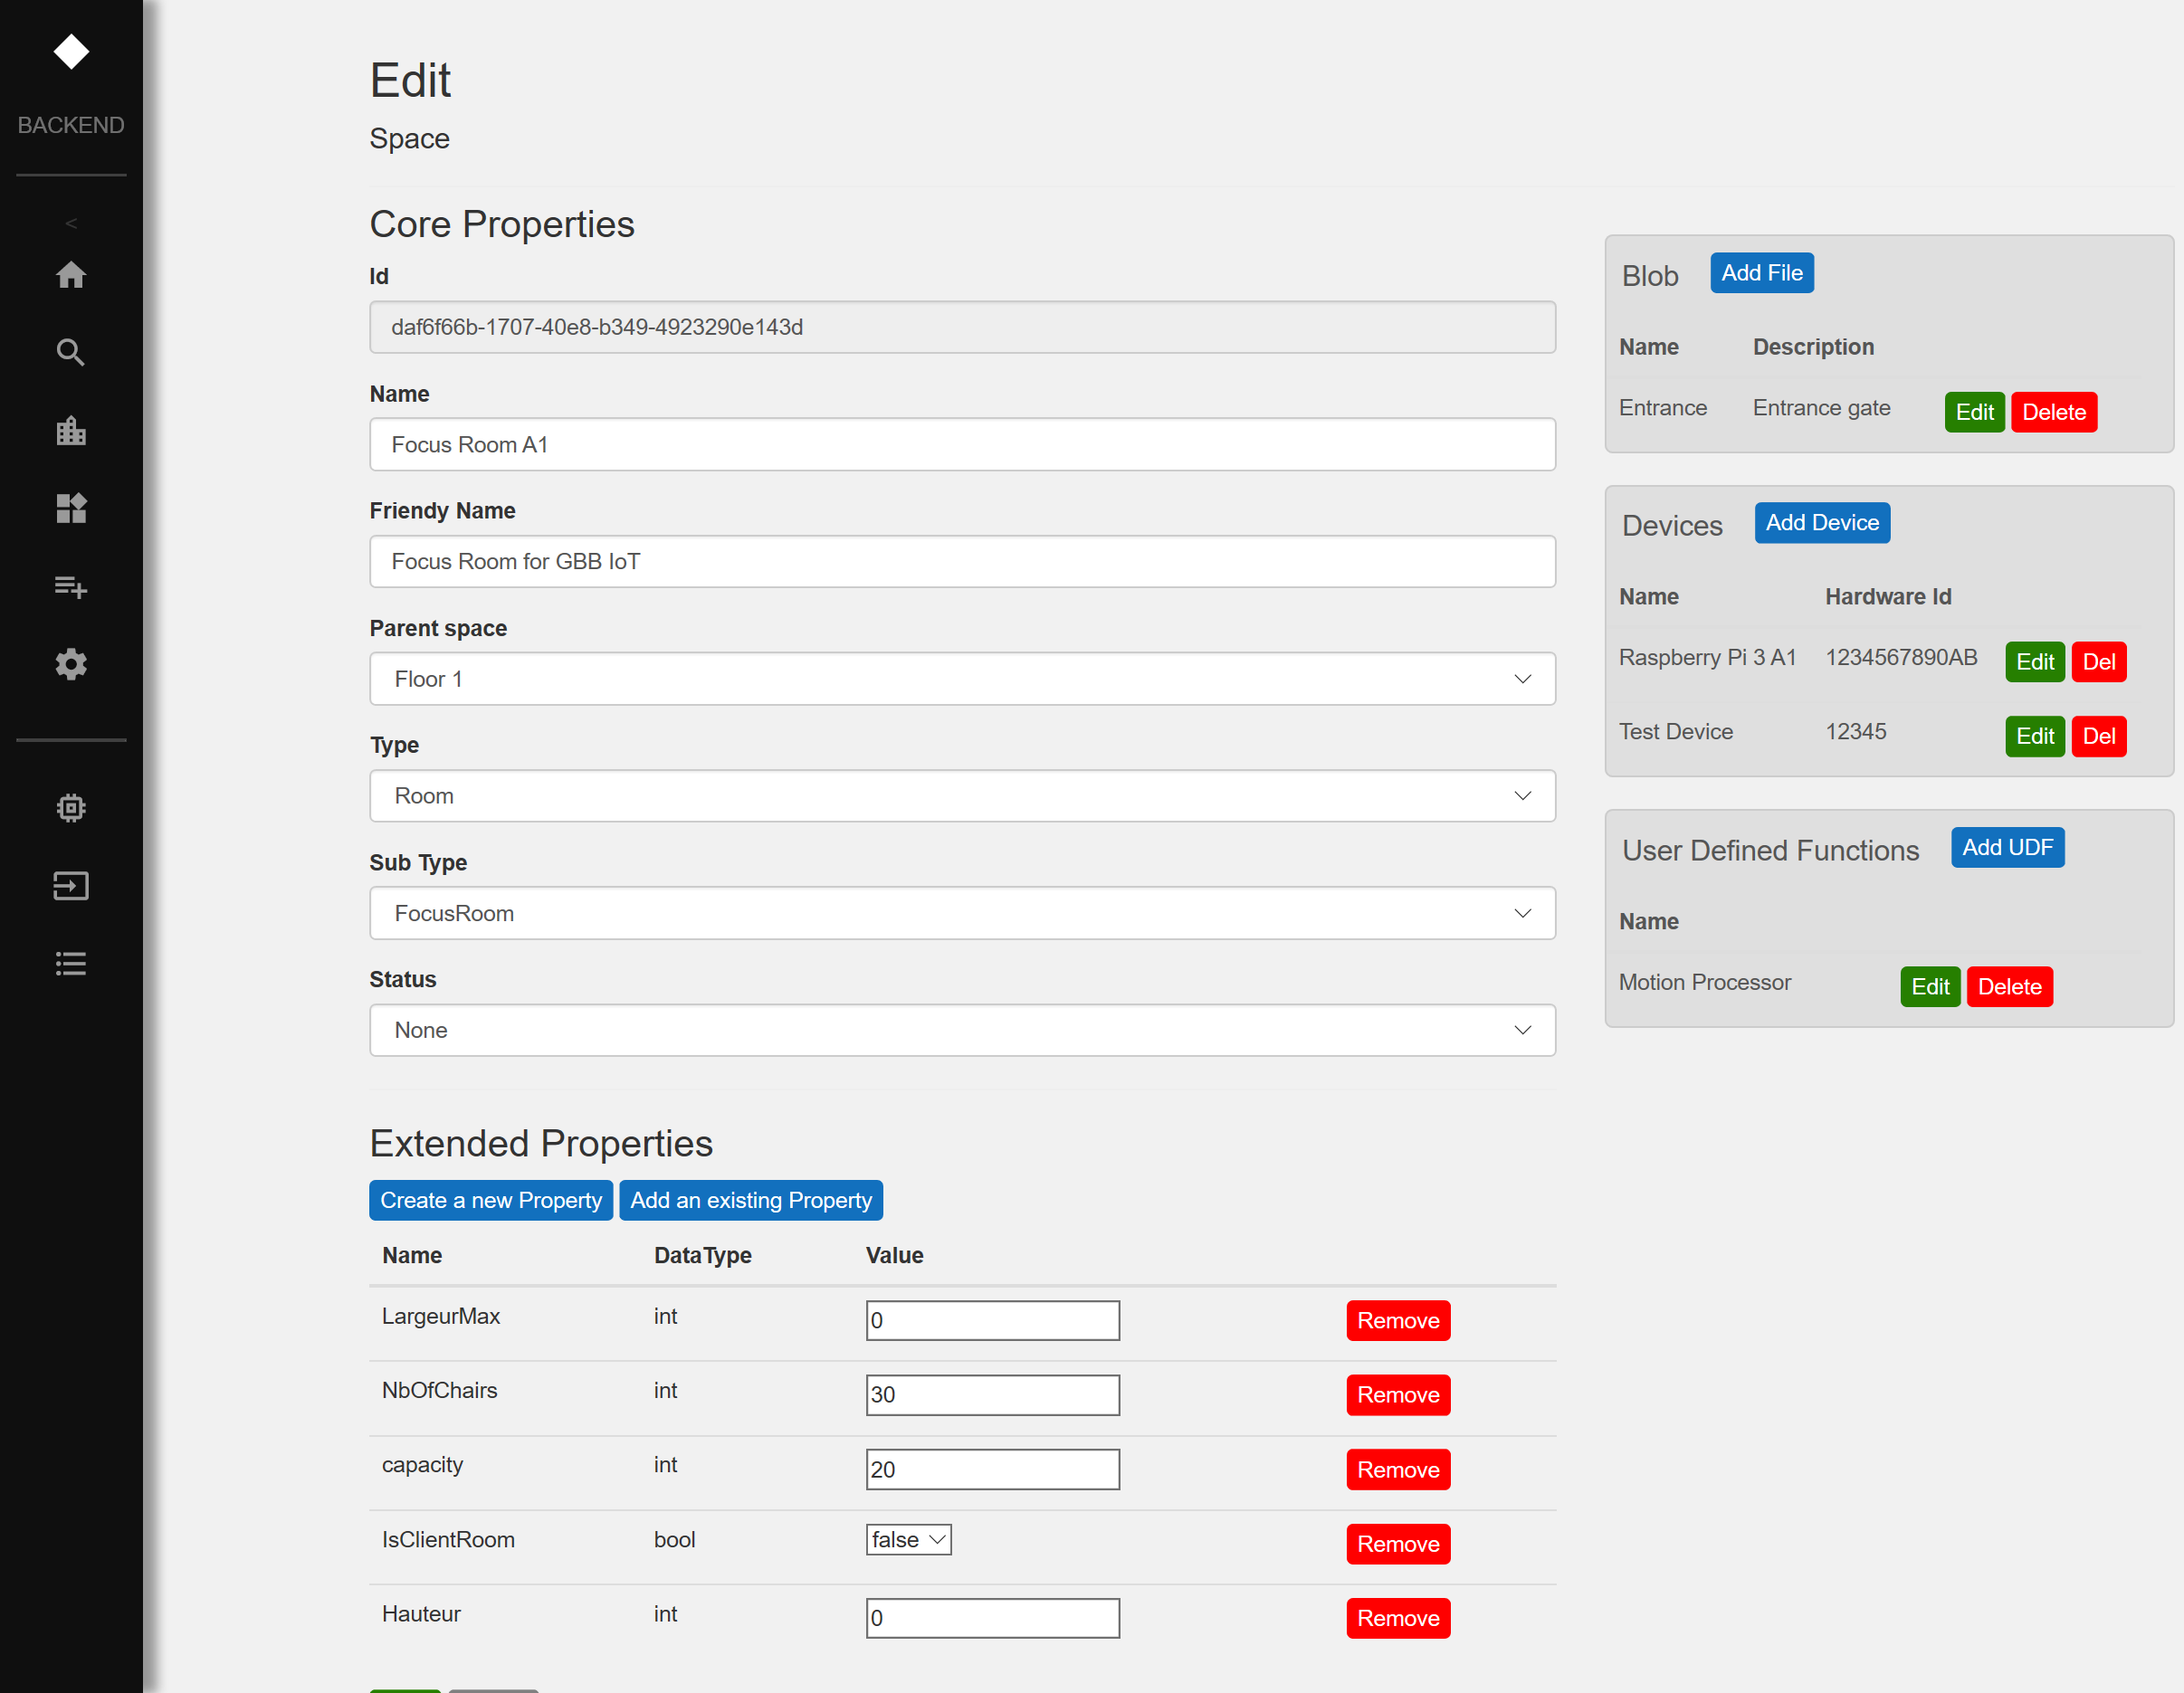 BACKEND
<
Edit
Space
Core Properties
Id
daf6f66b-1707-40e8-b349-4923290e143d
Name
Focus Room A1
Friendy Name
Focus Room for GBB IoT
Parent space
Floor 1
Type
Room
Sub Type
FocusRoom
Status
None
Extended Properties
Create a new Property Add an existing Property
Name DataType Value
LargeurMax int 0 Remove
NbOfChairs int 30 Remove
capacity int 20 Remove
IsClientRoom bool false Remove
Hauteur int 0 Remove
Blob Add File
Name Description
Entrance Entrance gate Edit Delete
Devices Add Device
Name Hardware Id
Raspberry Pi 3 A1 1234567890AB Edit Del
Test Device 12345 Edit Del
User Defined Functions Add UDF
Name
Motion Processor Edit Delete